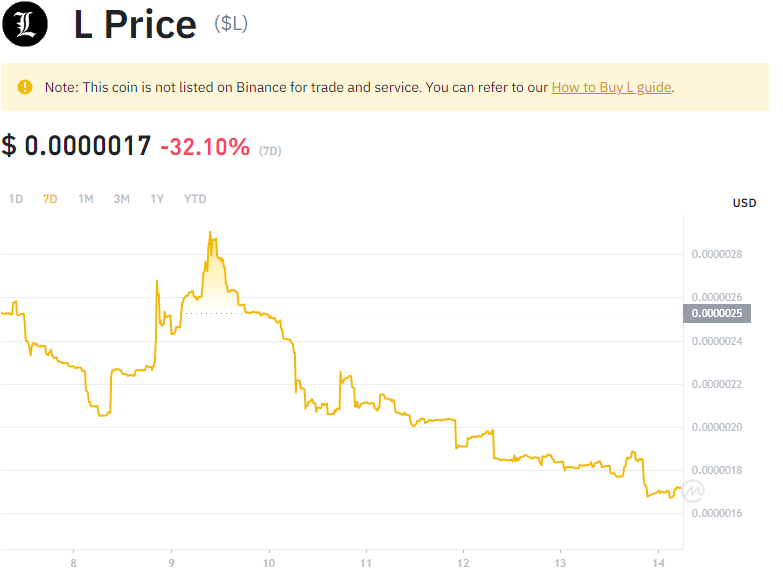 L
L Price ($L)
Note: This coin is not listed on Binance for trade and service. You can refer to our How to Buy L guide.
$ 0.0000017 -32.10% (7D)
1D 7D 1M 3M 1Y YTD
USD
0.0000028
0.0000026
0.0000025
0.0000024
0.0000022
0.0000020
0.0000018
0.0000016
8 9 10 11 12 13 14